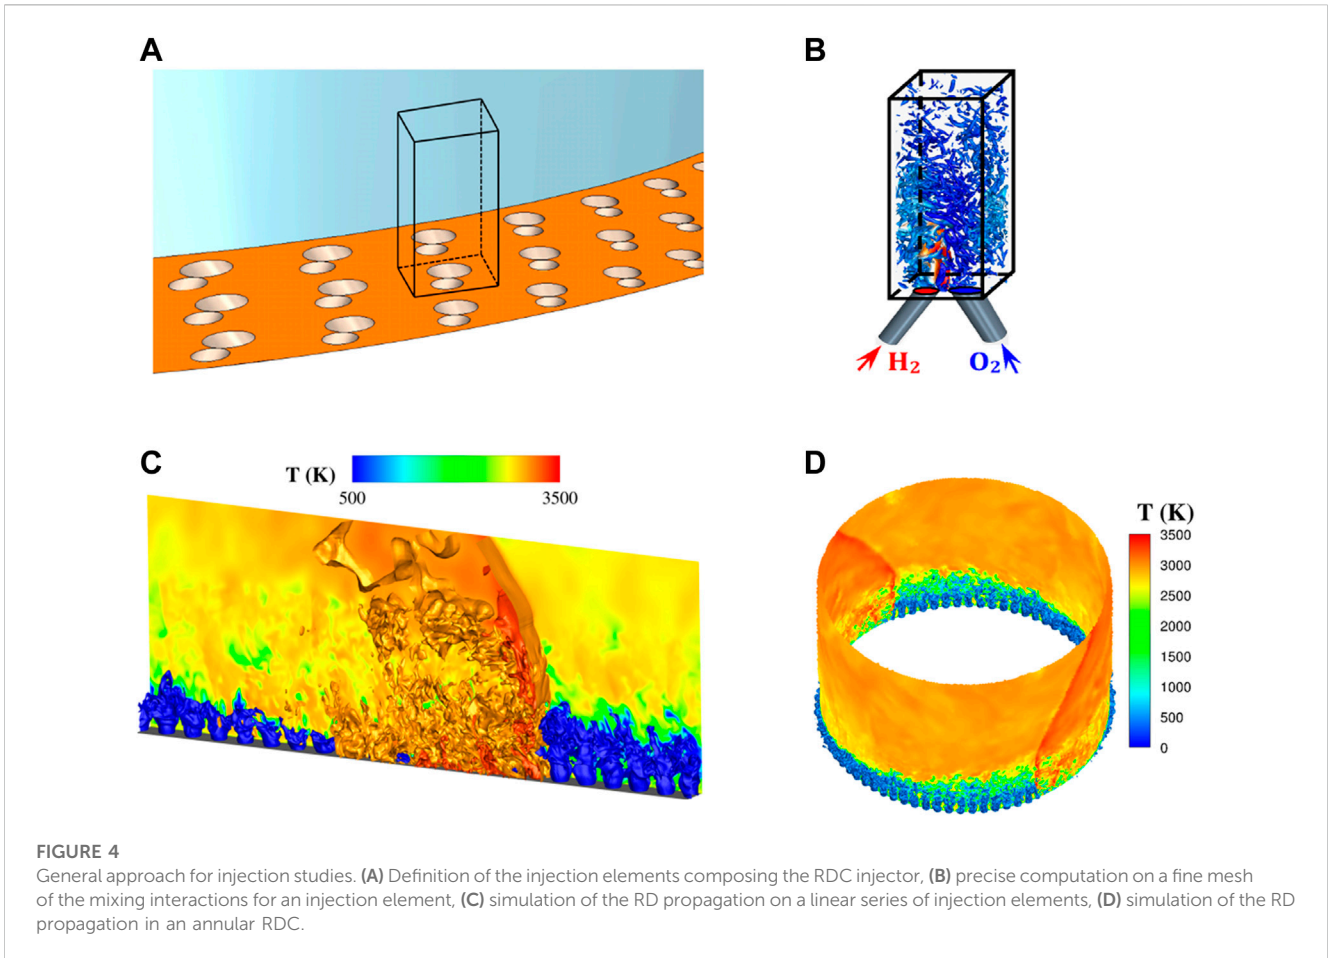 A
B
H₂
O₂
C
T (K)
500
3500
D
T (K)
3500
3000
2500
2000
1500
1000
500
0
FIGURE 4
General approach for injection studies. (A) Definition of the injection elements composing the RDC injector, (B) precise computation on a fine mesh
of the mixing interactions for an injection element, (C) simulation of the RD propagation on a linear series of injection elements, (D) simulation of the RD
propagation in an annular RDC.